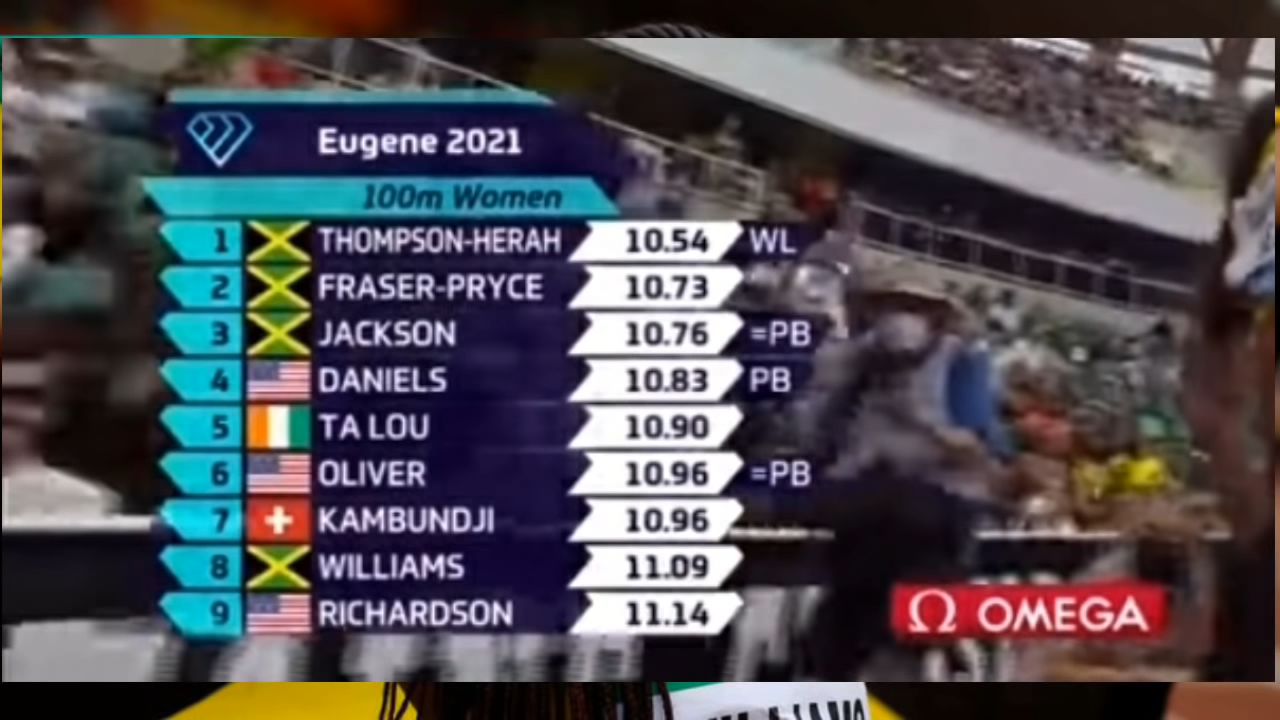 Eugene 2021
100m Women
1 THOMPSON-HERAH 10.54 WL
2 FRASER-PRYCE 10.73
3 JACKSON 10.76 =PB
4 DANIELS 10.83 PB
5 TA LOU 10.90
6 OLIVER 10.96 =PB
7 KAMBUNDJI 10.96
8 WILLIAMS 11.09
9 RICHARDSON 11.14
Ω OMEGA